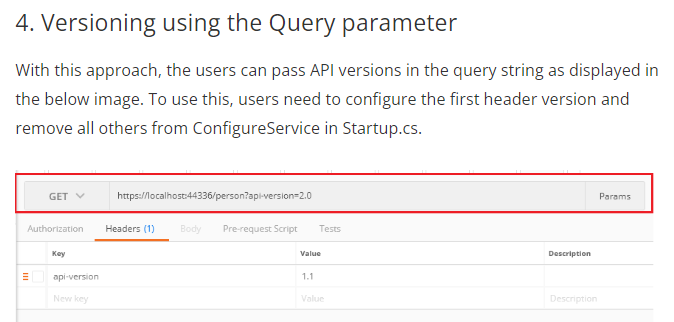 4. Versioning using the Query parameter
With this approach, the users can pass API versions in the query string as displayed in
the below image. To use this, users need to configure the first header version and
remove all others from ConfigureService in Startup.cs.
GET https://localhost:44336/person?api-version=2.0 Params
Authorization Headers (1) Body Pre-request Script Tests
Key Value Description
api-version 1.1
New key Value Description